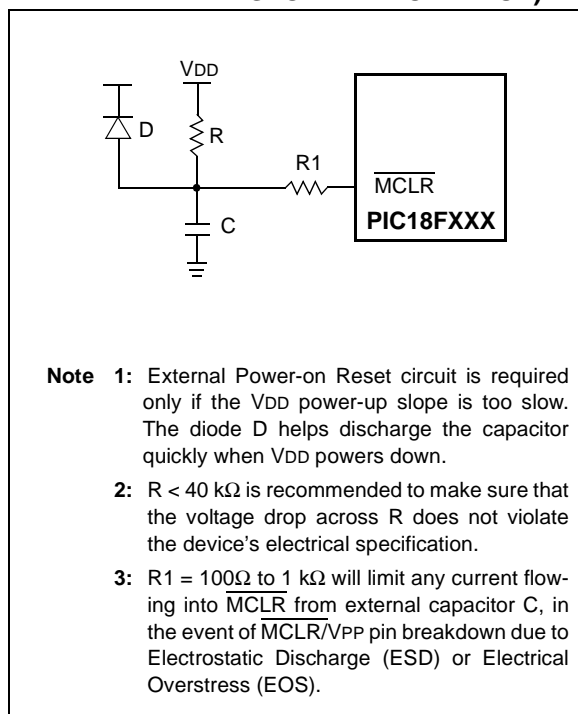 VDD
D
R
R1
MCLR
C
PIC18FXXX
Note 1: External Power-on Reset circuit is required
only if the VDD power-up slope is too slow.
The diode D helps discharge the capacitor
quickly when VDD powers down.
2: R < 40 kΩ is recommended to make sure that
the voltage drop across R does not violate
the device's electrical specification.
3: R1 = 100Ω to 1 kΩ will limit any current flow-
ing into MCLR from external capacitor C, in
the event of MCLR/VPP pin breakdown due to
Electrostatic Discharge (ESD) or Electrical
Overstress (EOS).